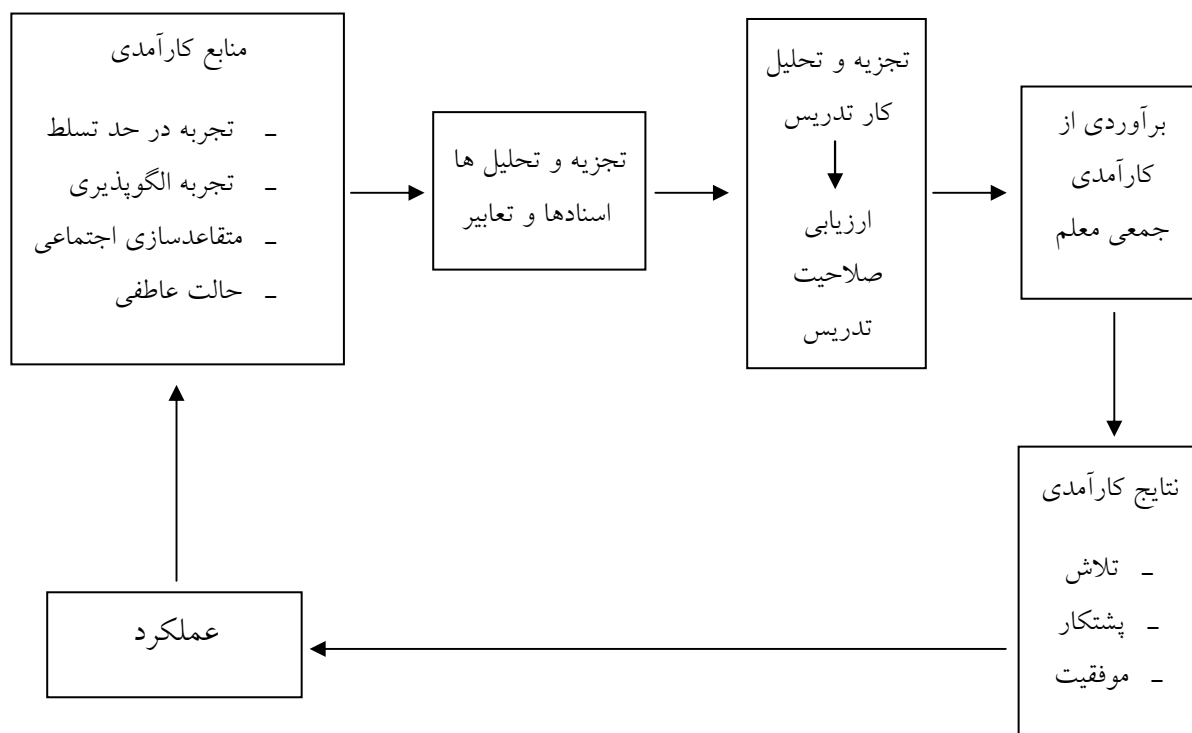 منابع کارآمدی
- تجربه در حد تسلط
- تجربه الگوپذیری
- متقاعدسازی اجتماعی
- حالت عاطفی
تجزیه و تحلیل ها
اسنادها و تعابیر
تجزیه و تحلیل
کار تدریس
ارزیابی
صلاحیت
تدریس
برآوردی از
کارآمدی
جمعی معلم
نتایج کارآمدی
- تلاش
- پشتکار
- موفقیت
عملکرد